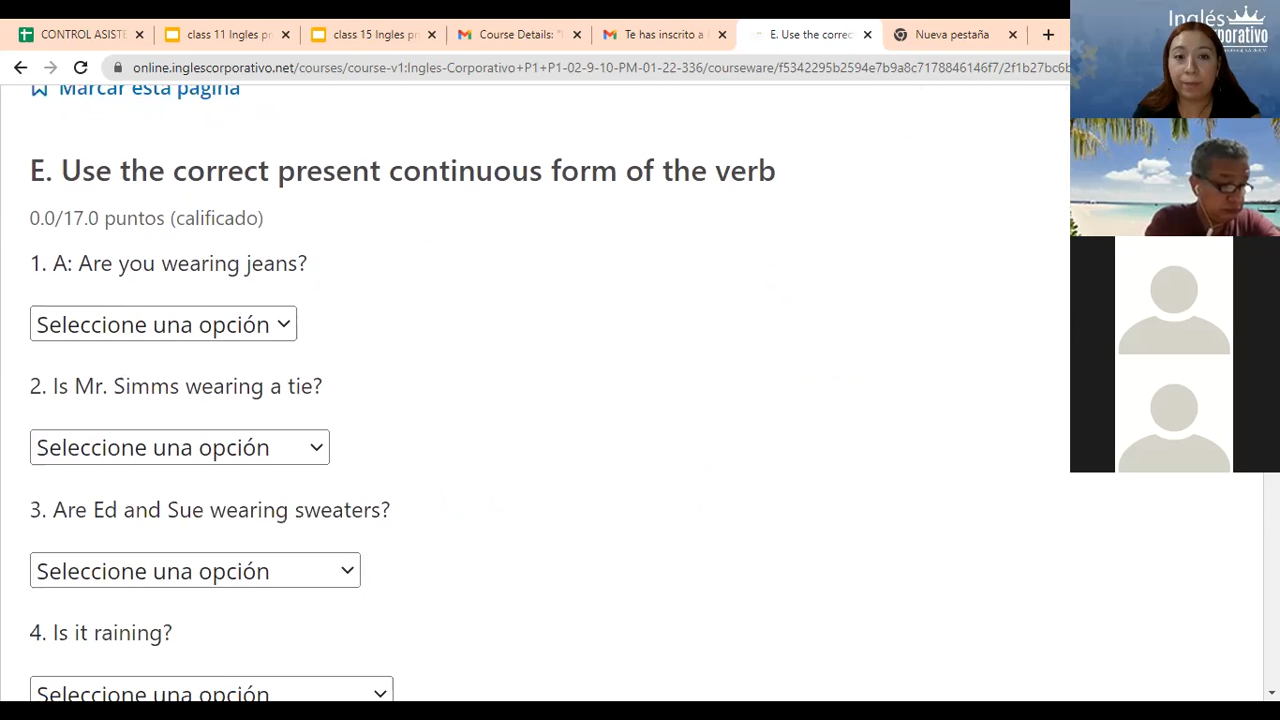 CONTROL ASISTE
class 11 Ingles pr
class 15 Ingles pr
Course Details: "
Te has inscrito a l
E. Use the correc
Nueva pestaña
Inglés
online.inglescorporativo.net/courses/course-v1:Ingles-Corporativo+P1+P1-02-9-10-PM-01-22-336/courseware/f5342295b2594e7b9a8c7178846146f7/2f1b27bc6b
Marcar esta página
E. Use the correct present continuous form of the verb
0.0/17.0 puntos (calificado)
1. A: Are you wearing jeans?
Seleccione una opción
2. Is Mr. Simms wearing a tie?
Seleccione una opción
3. Are Ed and Sue wearing sweaters?
Seleccione una opción
4. Is it raining?
Seleccione una opción